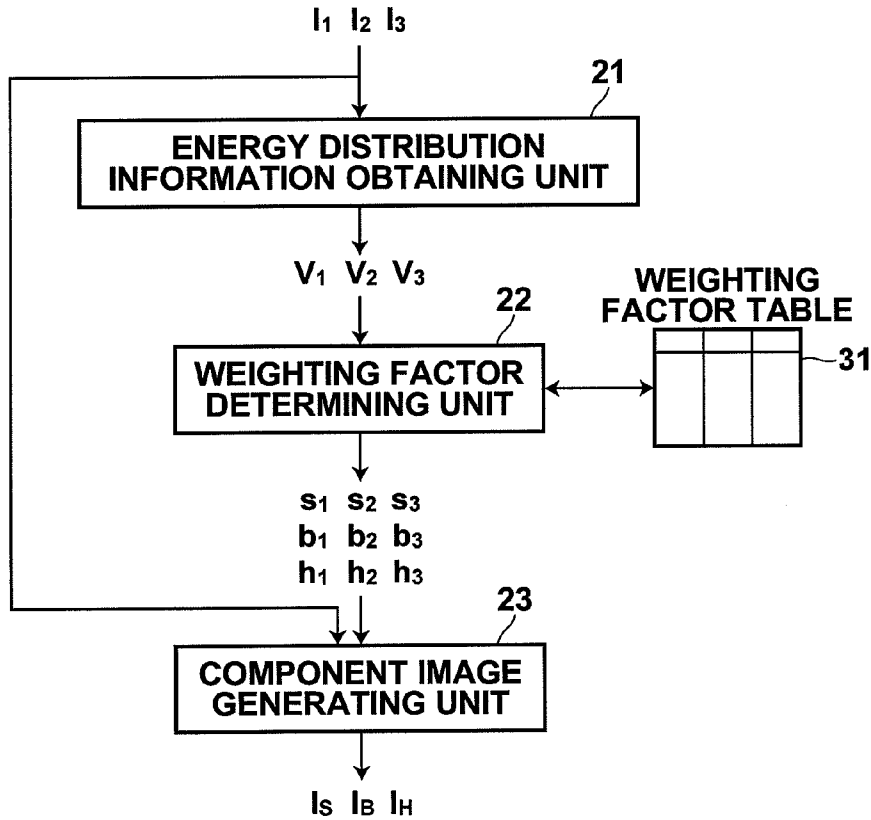 I₁ I₂ I₃
21
ENERGY DISTRIBUTION
INFORMATION OBTAINING UNIT
V₁ V₂ V₃
22
WEIGHTING
FACTOR TABLE
31
WEIGHTING FACTOR
DETERMINING UNIT
s₁ s₂ s₃
b₁ b₂ b₃
h₁ h₂ h₃
23
COMPONENT IMAGE
GENERATING UNIT
Is IB IH